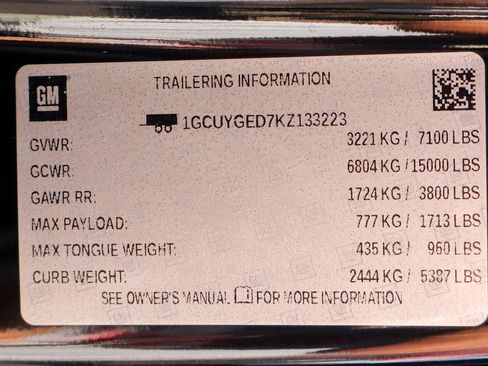 GM TRAILERING INFORMATION
1GCUYGED7KZ133223
GVWR: 3221 KG / 7100 LBS
GCWR: 6804 KG / 15000 LBS
GAWR RR: 1724 KG / 3800 LBS
MAX PAYLOAD: 777 KG / 1713 LBS
MAX TONGUE WEIGHT: 435 KG / 960 LBS
CURB WEIGHT: 2444 KG / 5387 LBS
SEE OWNER'S MANUAL FOR MORE INFORMATION